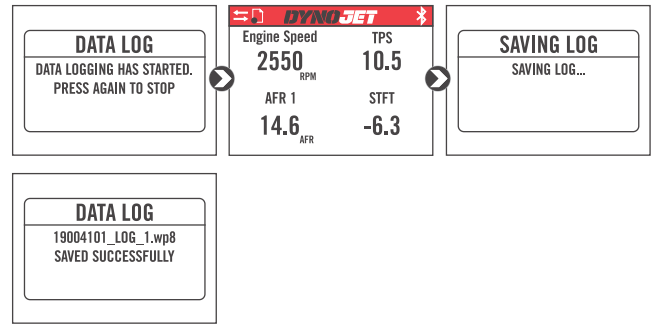 DATA LOG
DATA LOGGING HAS STARTED.
PRESS AGAIN TO STOP
DYNOJET
Engine Speed TPS
2550 RPM 10.5
AFR 1 STFT
14.6 AFR -6.3
SAVING LOG
SAVING LOG...
DATA LOG
19004101_LOG_1.wp8
SAVED SUCCESSFULLY